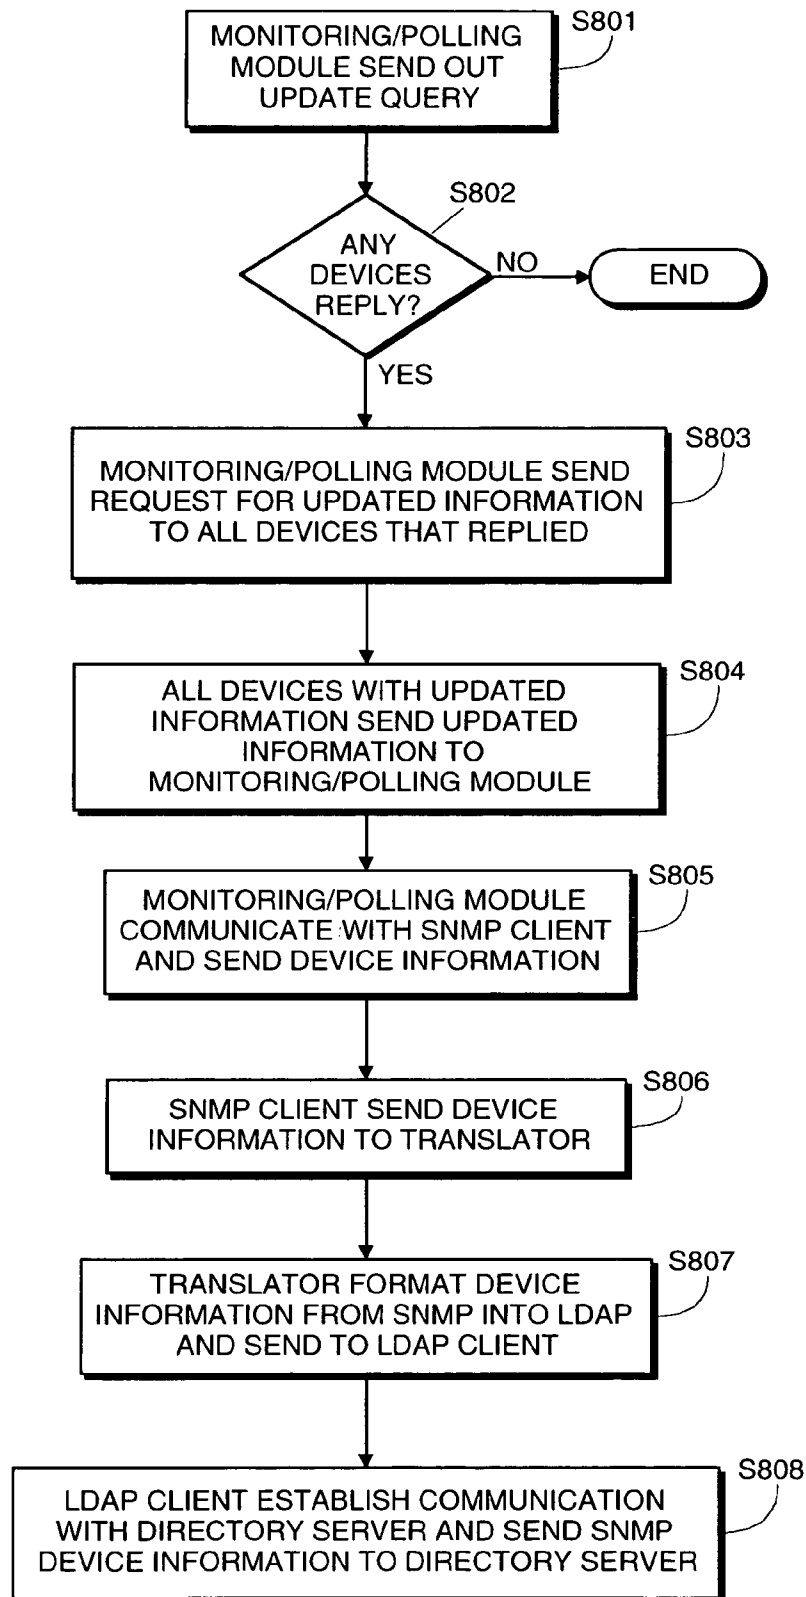 S801
MONITORING/POLLING
MODULE SEND OUT
UPDATE QUERY
S802
ANY
DEVICES
REPLY?
NO
END
YES
S803
MONITORING/POLLING MODULE SEND
REQUEST FOR UPDATED INFORMATION
TO ALL DEVICES THAT REPLIED
S804
ALL DEVICES WITH UPDATED
INFORMATION SEND UPDATED
INFORMATION TO
MONITORING/POLLING MODULE
S805
MONITORING/POLLING MODULE
COMMUNICATE WITH SNMP CLIENT
AND SEND DEVICE INFORMATION
S806
SNMP CLIENT SEND DEVICE
INFORMATION TO TRANSLATOR
S807
TRANSLATOR FORMAT DEVICE
INFORMATION FROM SNMP INTO LDAP
AND SEND TO LDAP CLIENT
S808
LDAP CLIENT ESTABLISH COMMUNICATION
WITH DIRECTORY SERVER AND SEND SNMP
DEVICE INFORMATION TO DIRECTORY SERVER